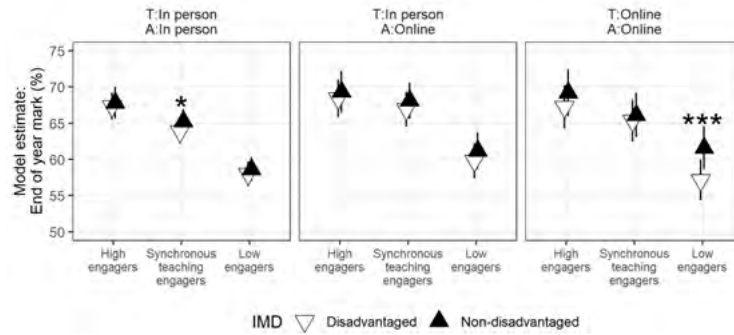 T:In person
A:In person
T:In person
A:Online
T:Online
A:Online
Model estimate:
End of year mark (%)
75
70
65
60
55
50
*
***
High
engagers
Synchronous
teaching
engagers
Low
engagers
High
engagers
Synchronous
teaching
engagers
Low
engagers
High
engagers
Synchronous
teaching
engagers
Low
engagers
IMD Disadvantaged Non-disadvantaged